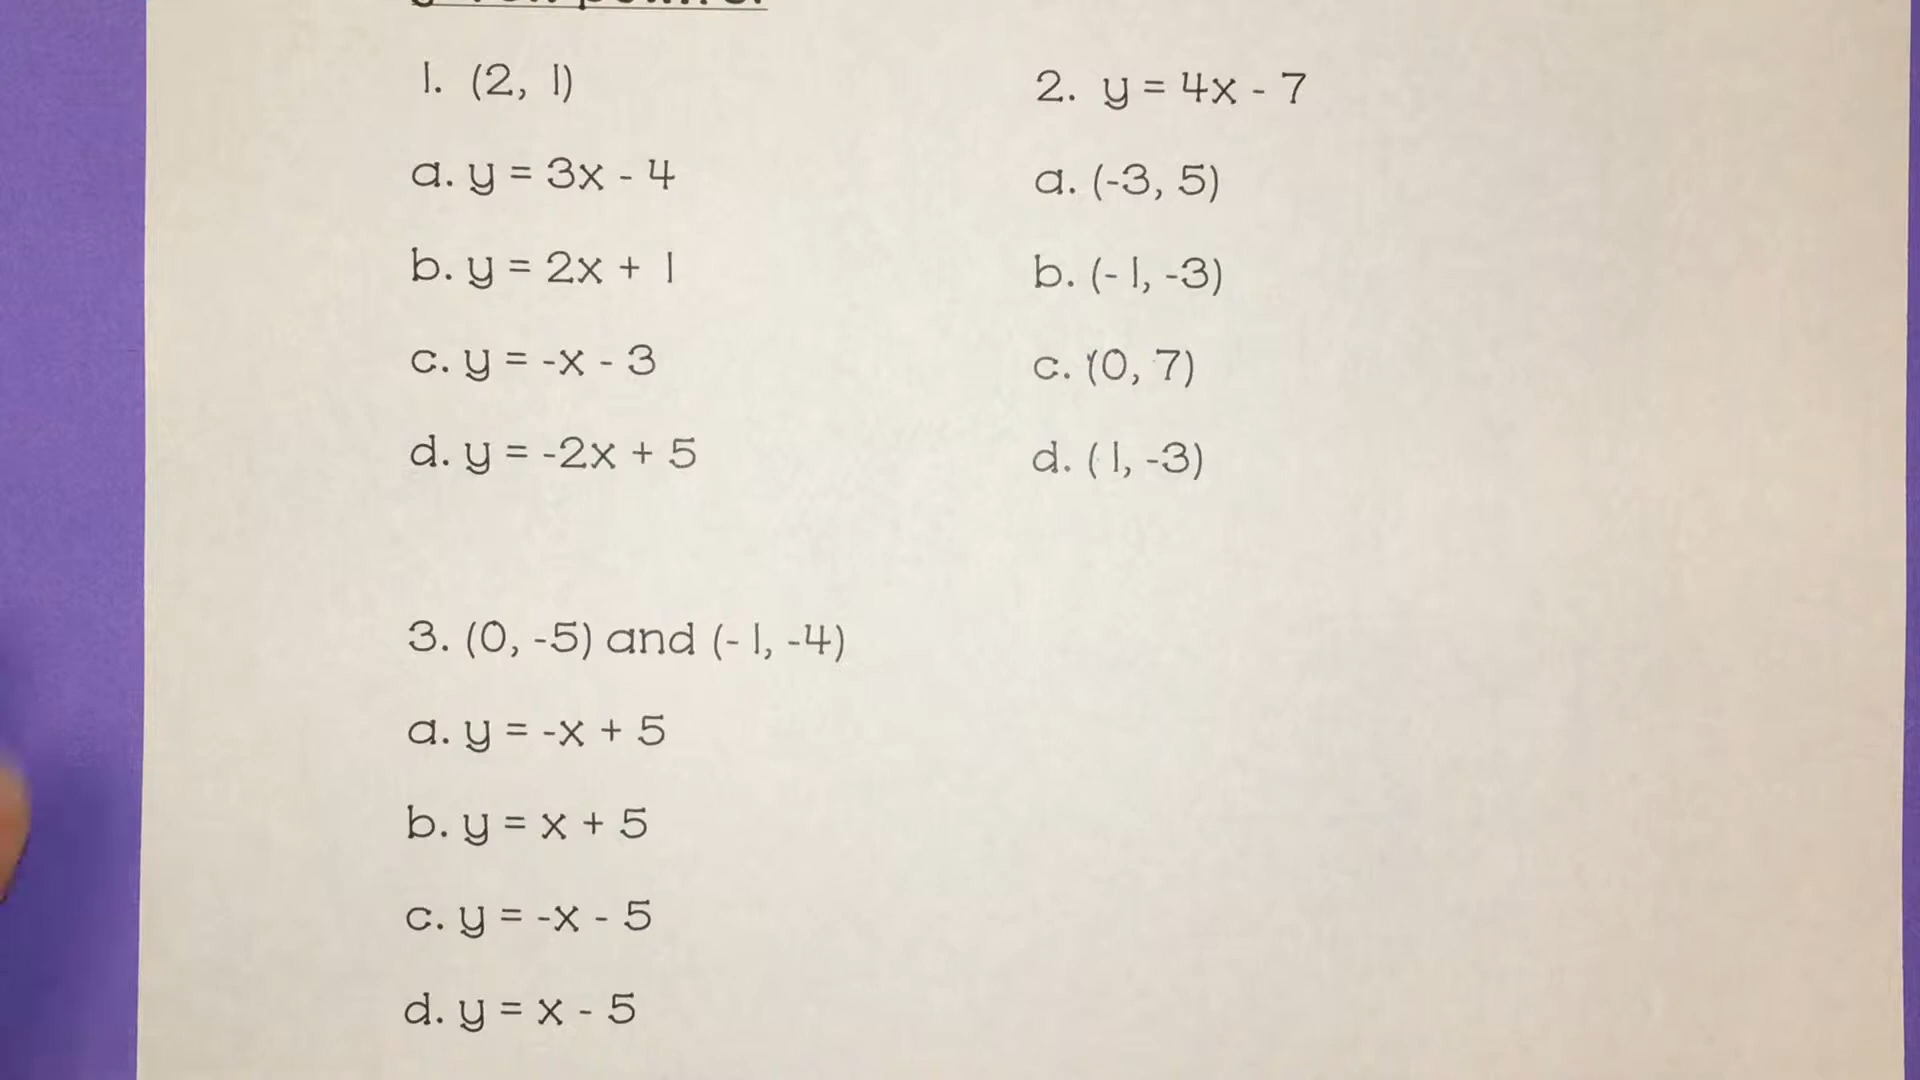 1. (2, 1)
a. y = 3x - 4
b. y = 2x + 1
c. y = -x - 3
d. y = -2x + 5
2. y = 4x - 7
a. (-3, 5)
b. (-1, -3)
c. (0, 7)
d. (1, -3)
3. (0, -5) and (-1, -4)
a. y = -x + 5
b. y = x + 5
c. y = -x - 5
d. y = x - 5